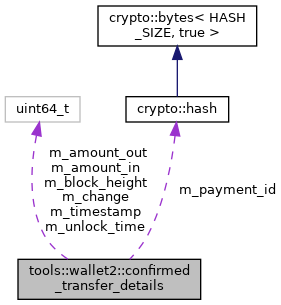 crypto::bytes< HASH
_SIZE, true >
uint64_t
crypto::hash
m_amount_out
m_amount_in
m_block_height
m_change
m_timestamp
m_unlock_time
m_payment_id
tools::wallet2::confirmed
_transfer_details